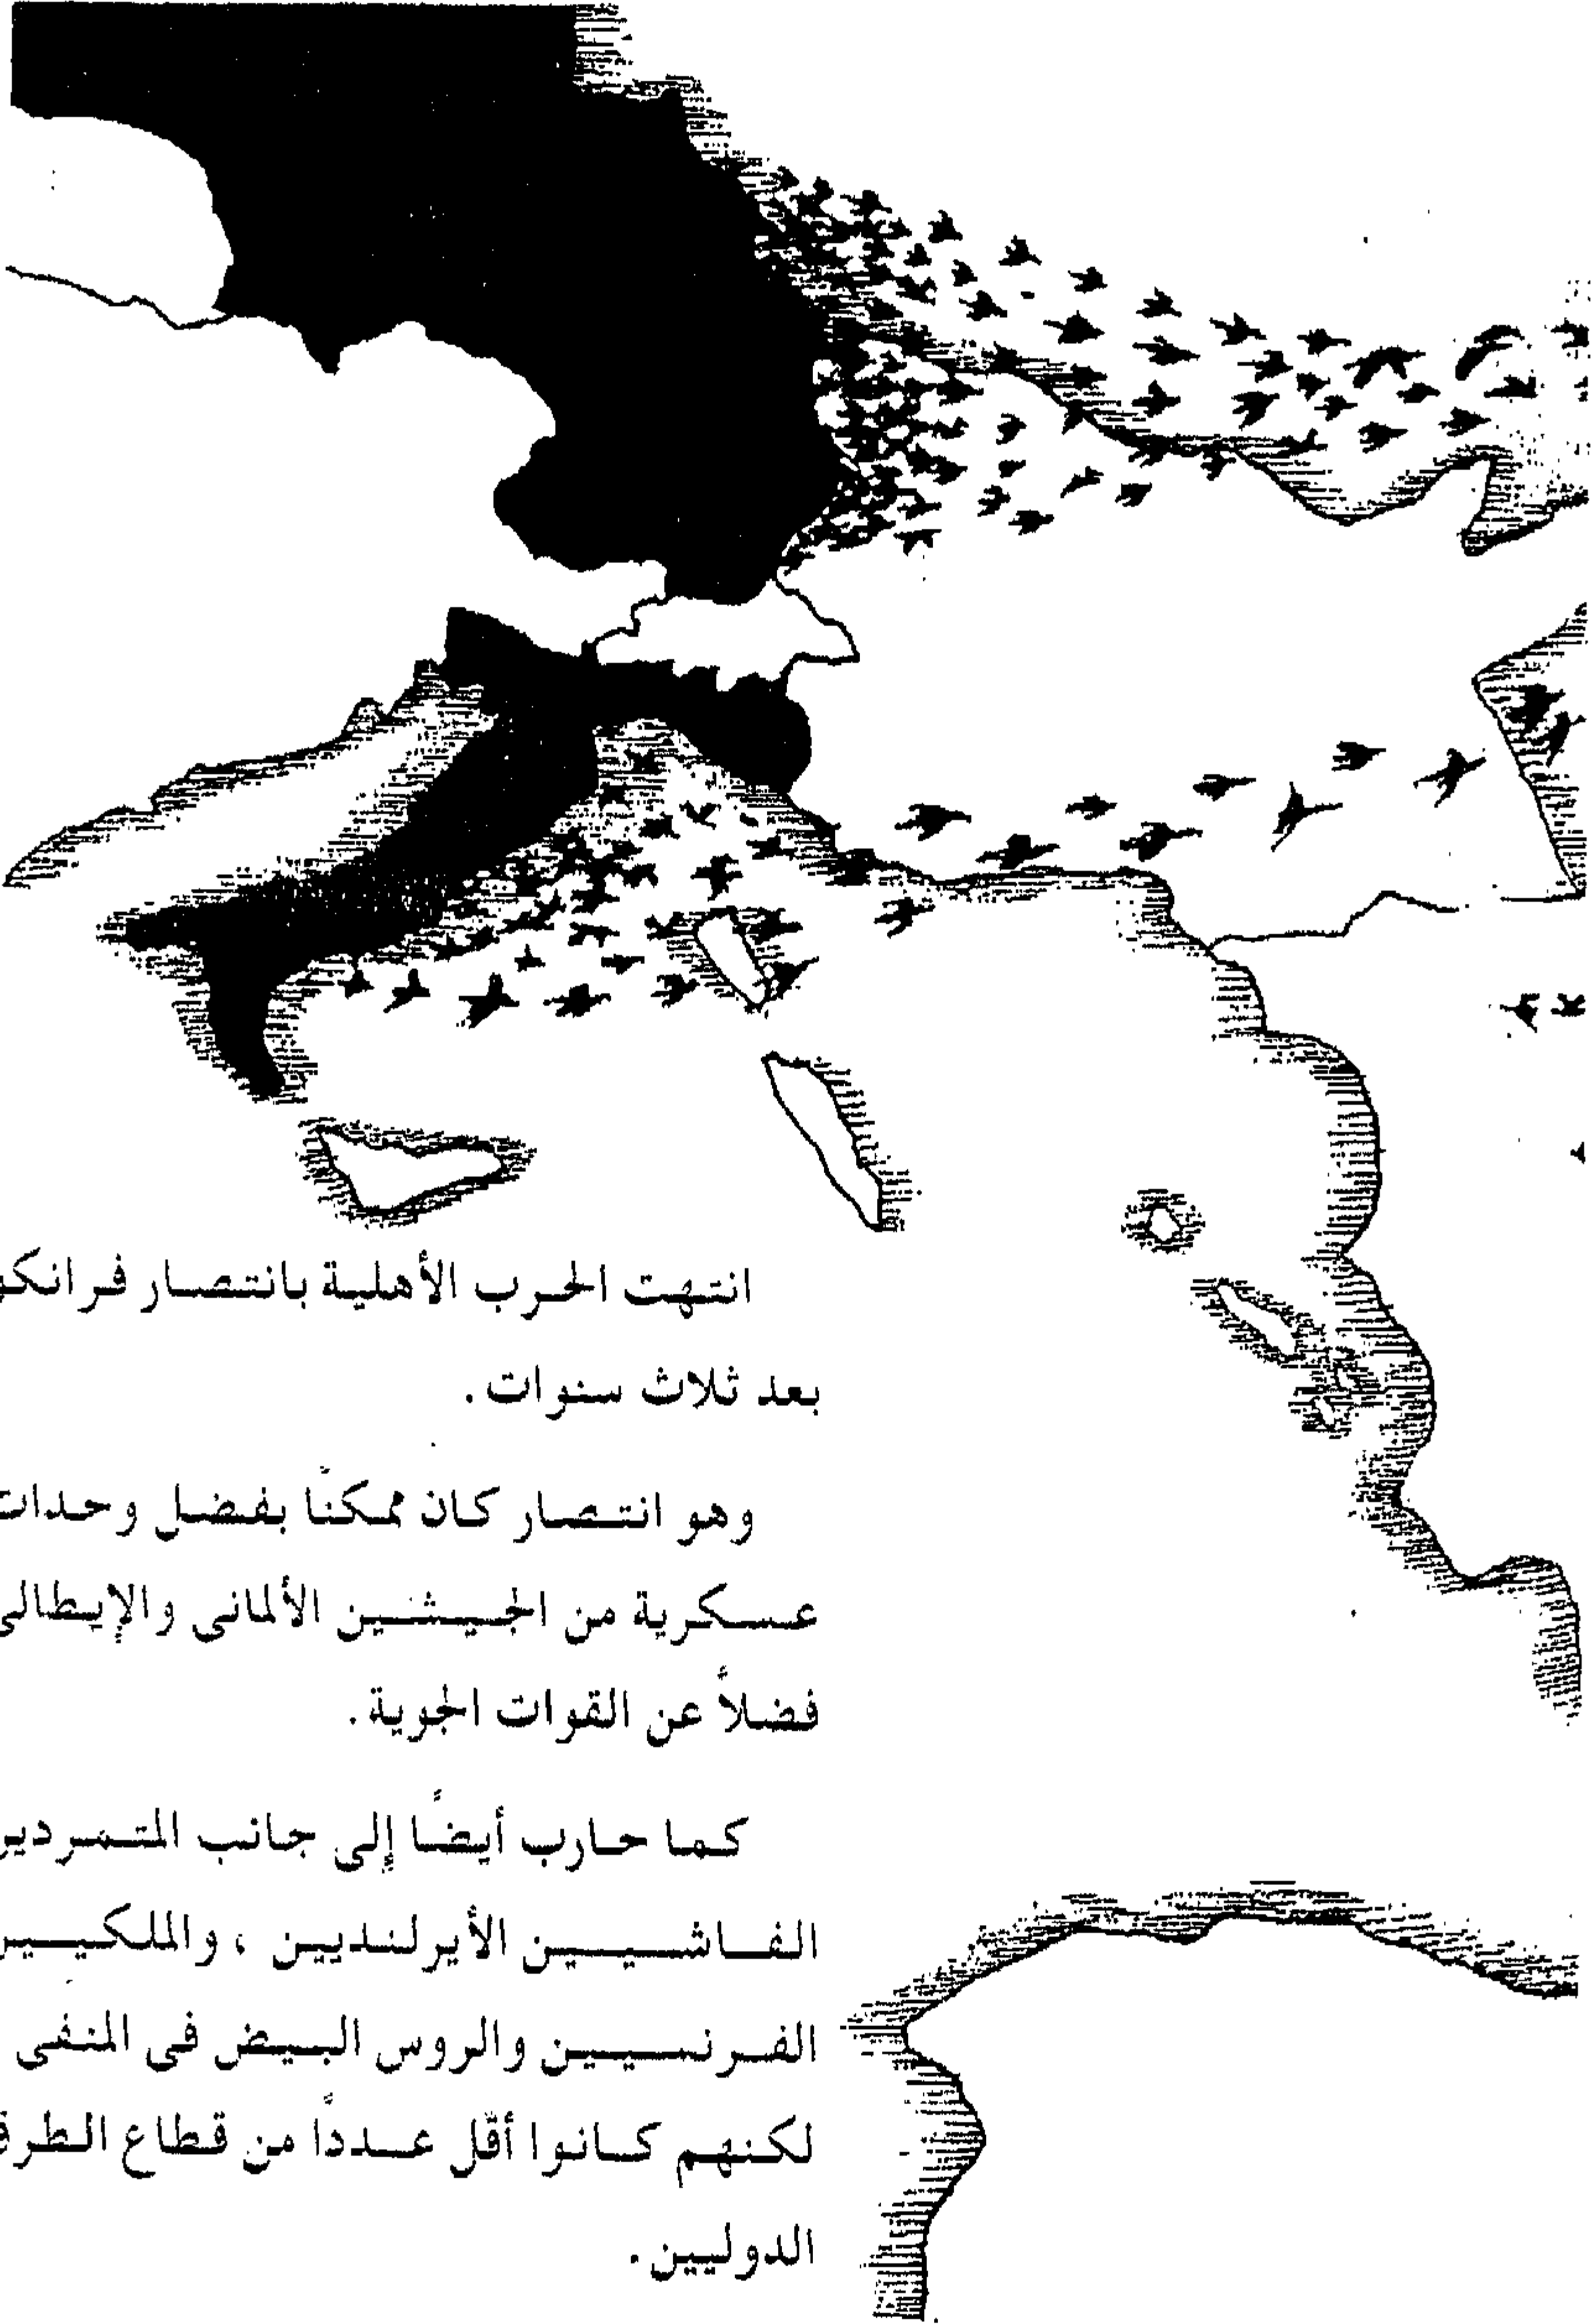 انتهت الحرب الأهلية بانتصار فرانكو
بعد ثلاث سنوات .
وهو انتصار كان ممكنًا بفضل وحدات
عسكرية من الجيشين الألمانى والإيطالى
فضلاً عن القوات الجوية .
كما حارب أيضًا إلى جانب المتمردين
الفاشيين الأيرلنديين ، والملكيين
الفرنسيين والروس البيض فى المنفى
لكنهم كانوا أقل عددًا من قطاع الطرق
الدوليين .